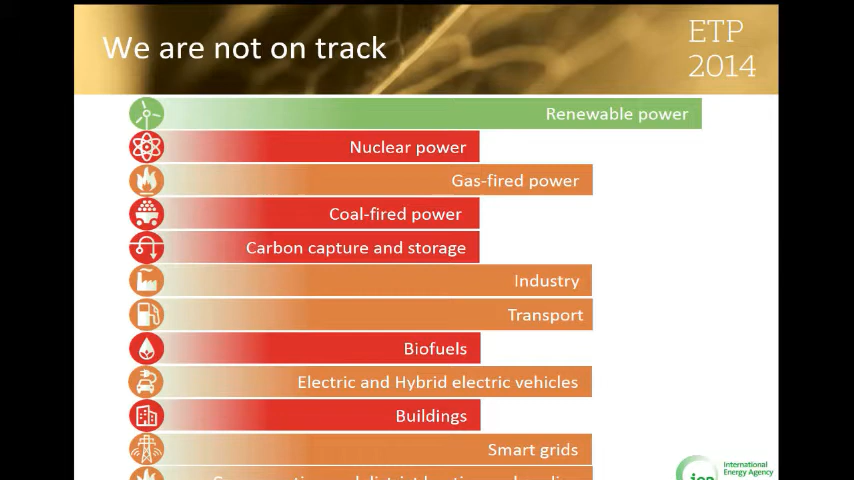 We are not on track
ETP
2014
Renewable power
Nuclear power
Gas-fired power
Coal-fired power
Carbon capture and storage
Industry
Transport
Biofuels
Electric and Hybrid electric vehicles
Buildings
Smart grids
iea
International
Energy Agency